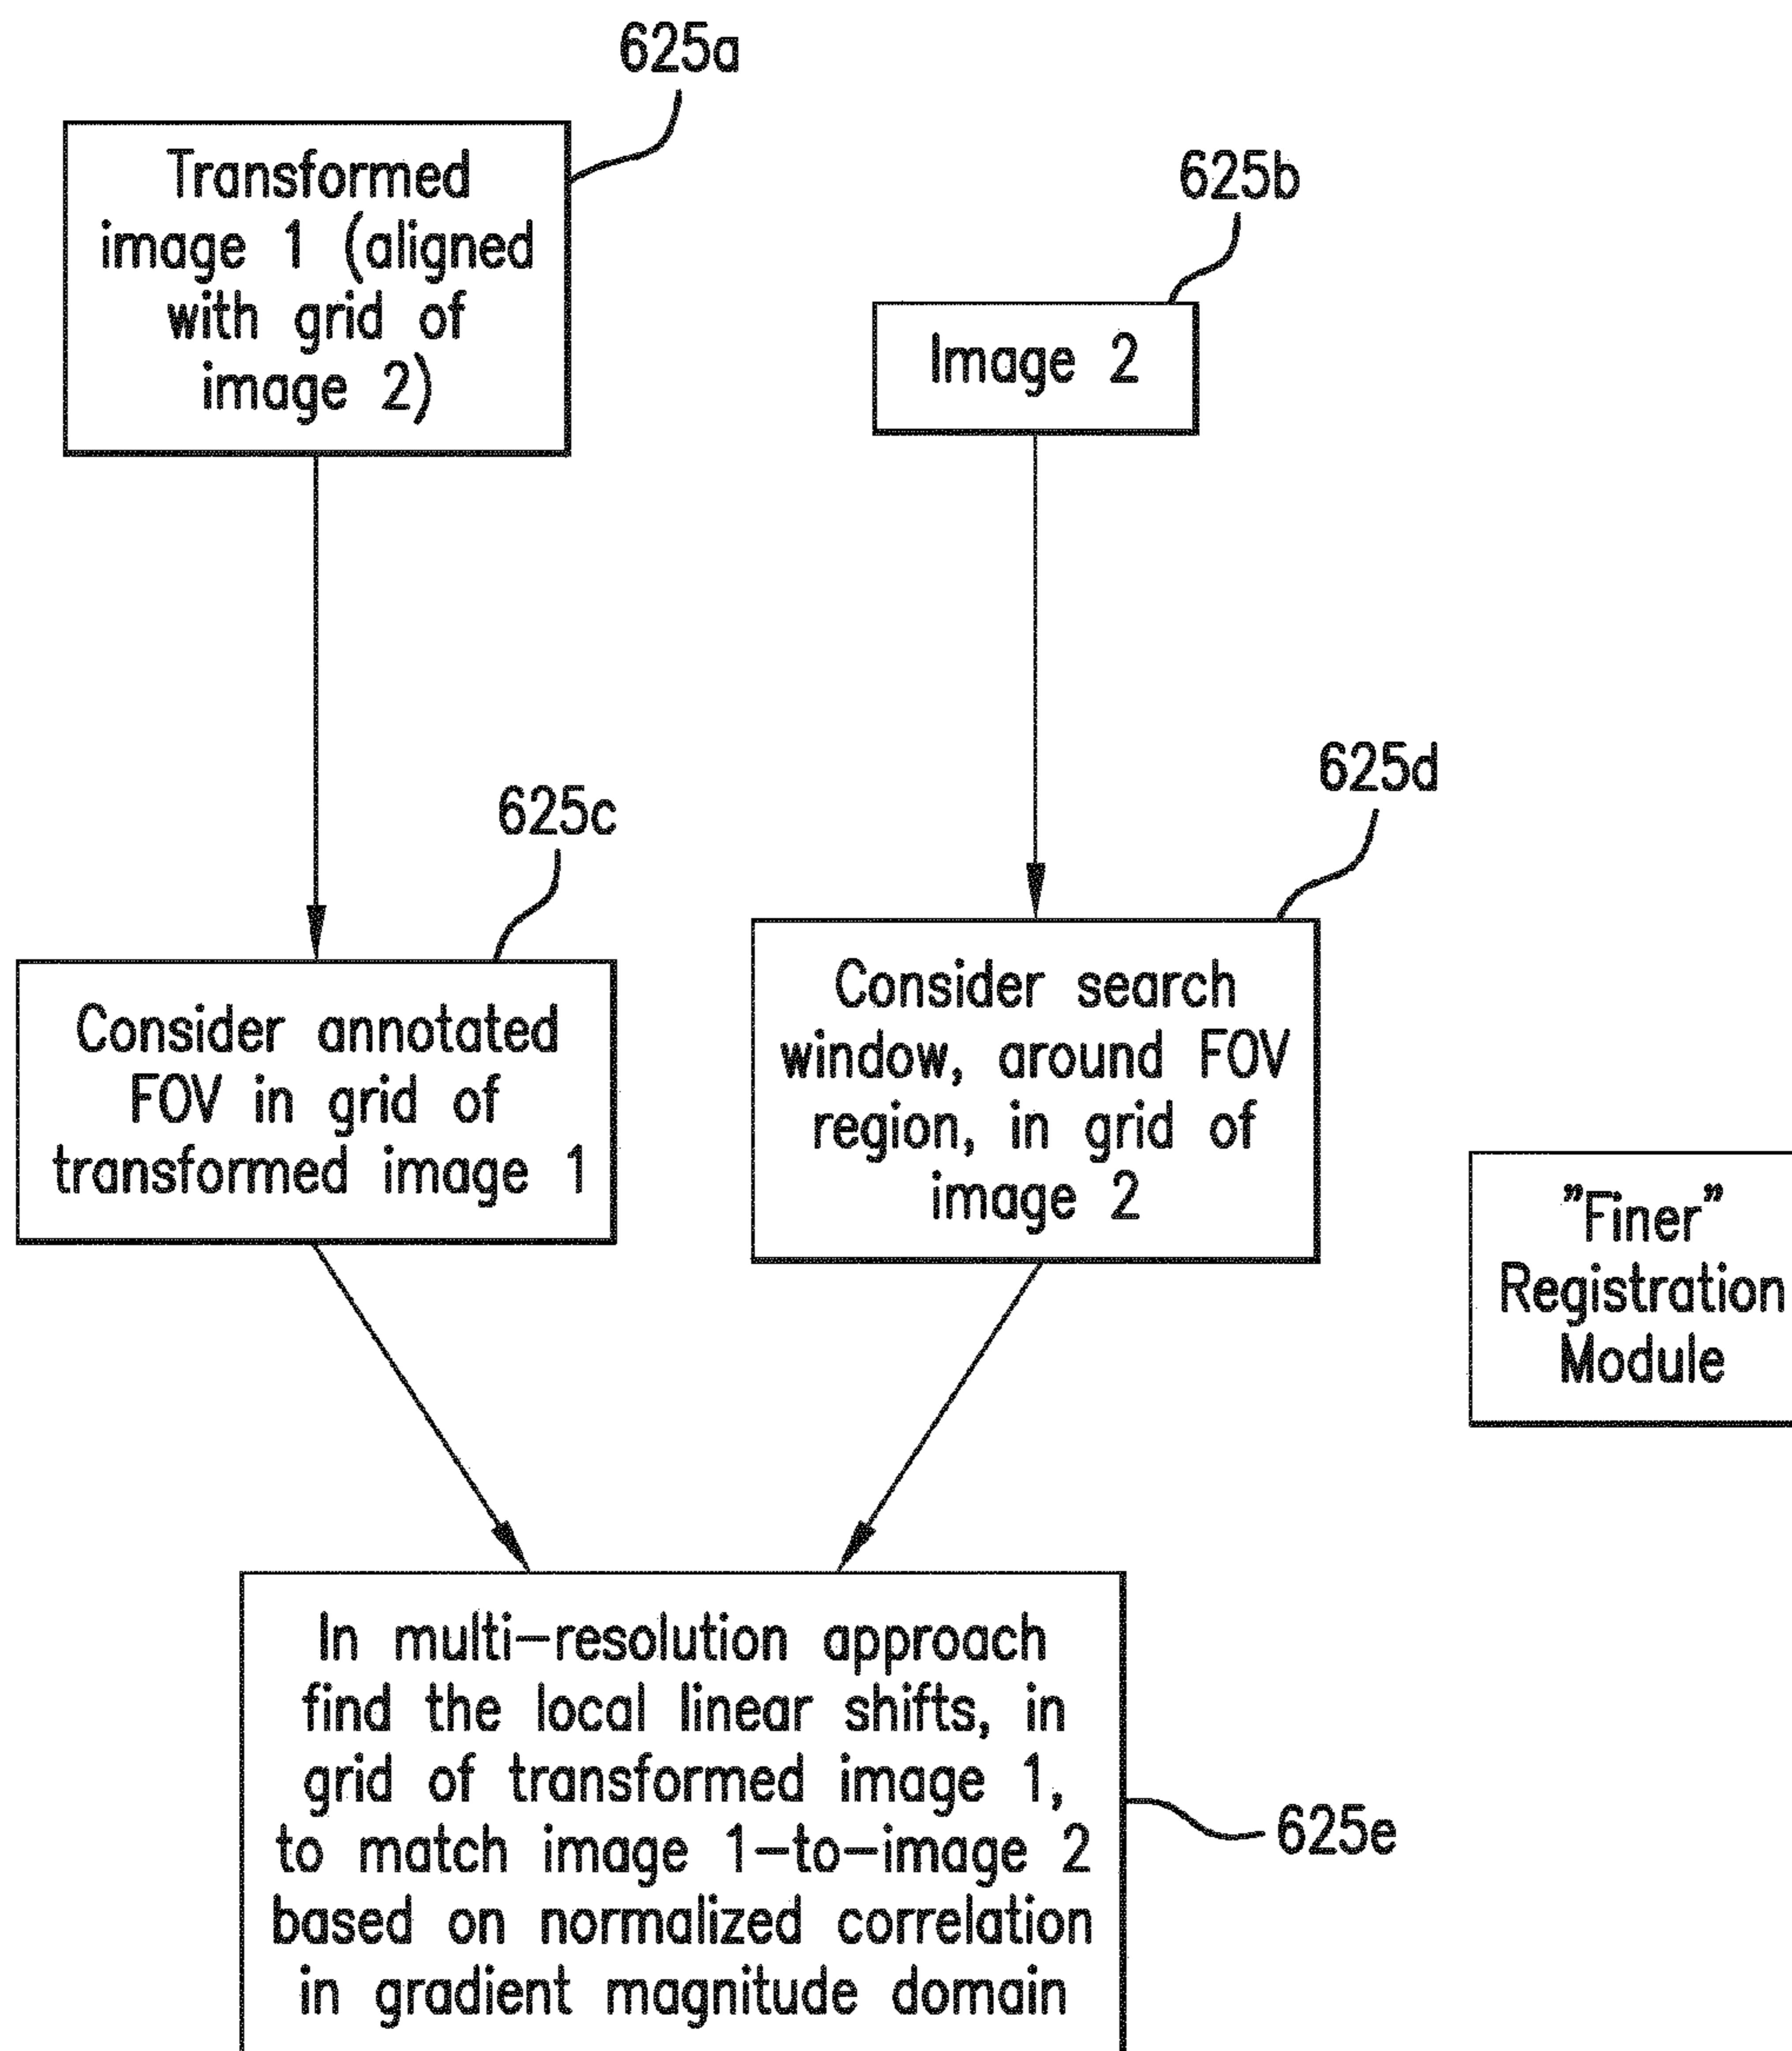 625a
Transformed
image 1 (aligned
with grid of
image 2)
625b
Image 2
625c
Consider annotated
FOV in grid of
transformed image 1
625d
Consider search
window, around FOV
region, in grid of
image 2
"Finer"
Registration
Module
In multi-resolution approach
find the local linear shifts, in
grid of transformed image 1,
to match image 1-to-image 2
based on normalized correlation
in gradient magnitude domain
625e